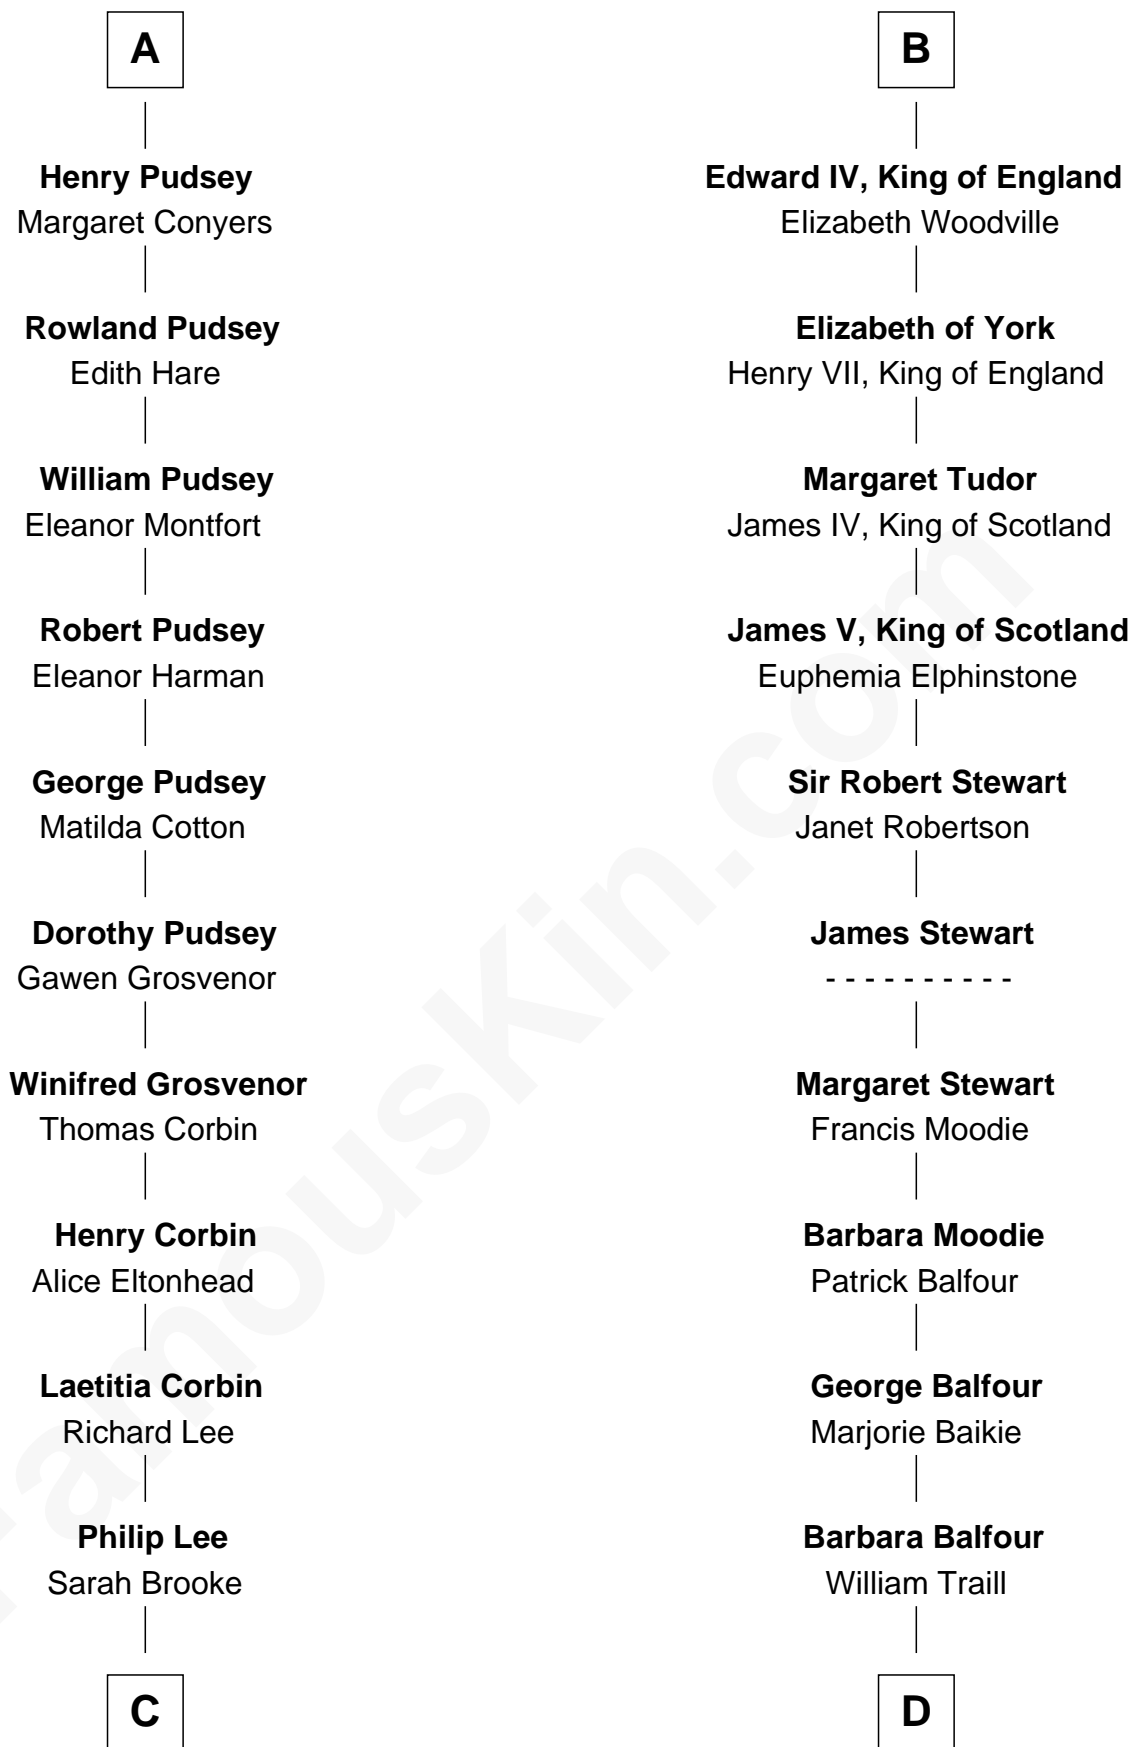 A
Henry Pudsey
Margaret Conyers
Rowland Pudsey
Edith Hare
William Pudsey
Eleanor Montfort
Robert Pudsey
Eleanor Harman
George Pudsey
Matilda Cotton
Dorothy Pudsey
Gawen Grosvenor
Winifred Grosvenor
Thomas Corbin
Henry Corbin
Alice Eltonhead
Laetitia Corbin
Richard Lee
Philip Lee
Sarah Brooke
C
B
Edward IV, King of England
Elizabeth Woodville
Elizabeth of York
Henry VII, King of England
Margaret Tudor
James IV, King of Scotland
James V, King of Scotland
Euphemia Elphinstone
Sir Robert Stewart
Janet Robertson
James Stewart
- - - - - - - - - -
Margaret Stewart
Francis Moodie
Barbara Moodie
Patrick Balfour
George Balfour
Marjorie Baikie
Barbara Balfour
William Traill
D
FamousKin.com